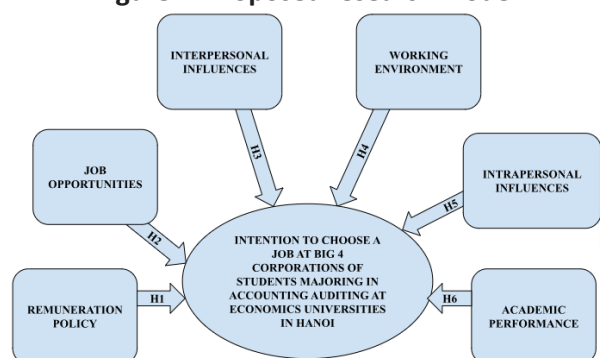 INTERPERSONAL
INFLUENCES
WORKING
ENVIRONMENT
JOB
OPPORTUNITIES
INTRAPERSONAL
INFLUENCES
H3
H4
H2
H5
INTENTION TO CHOOSE A
JOB AT BIG 4
CORPORATIONS OF
STUDENTS MAJORING IN
ACCOUNTING AUDITING AT
ECONOMICS UNIVERSITIES
IN HANOI
REMUNERATION
POLICY
H1
H6
ACADEMIC
PERFORMANCE